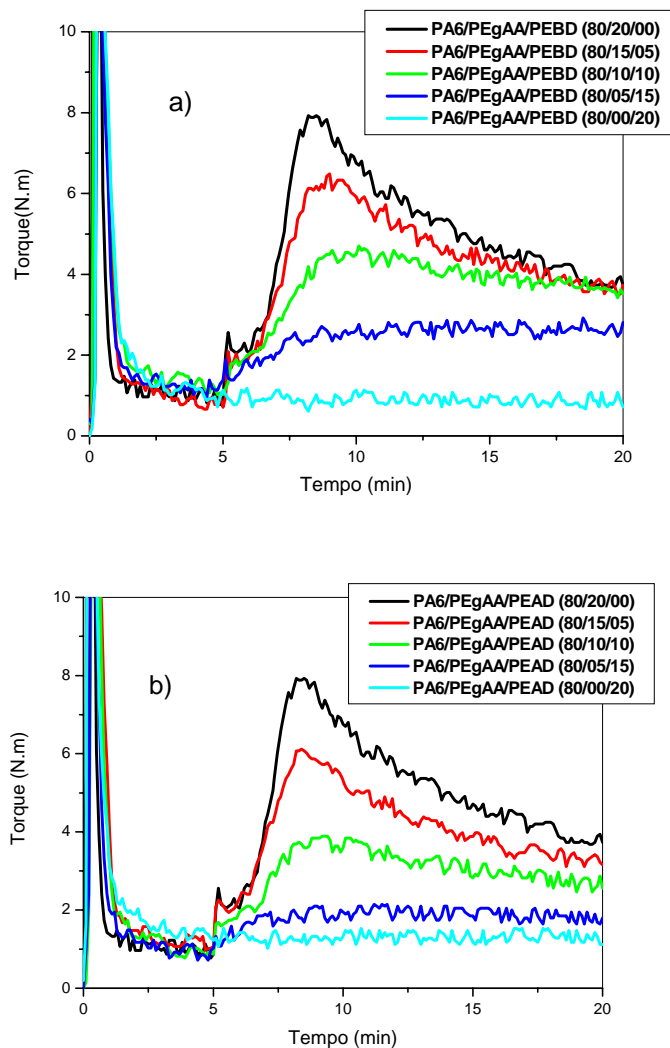 PA6/PEgAA/PEBD (80/20/00)
PA6/PEgAA/PEBD (80/15/05)
PA6/PEgAA/PEBD (80/10/10)
PA6/PEgAA/PEBD (80/05/15)
PA6/PEgAA/PEBD (80/00/20)
a)
10
8
6
4
2
0
Torque(N.m)
0 5 10 15 20
Tempo (min)
PA6/PEgAA/PEAD (80/20/00)
PA6/PEgAA/PEAD (80/15/05)
PA6/PEgAA/PEAD (80/10/10)
PA6/PEgAA/PEAD (80/05/15)
PA6/PEgAA/PEAD (80/00/20)
b)
10
8
6
4
2
0
Torque (N.m)
0 5 10 15 20
Tempo (min)